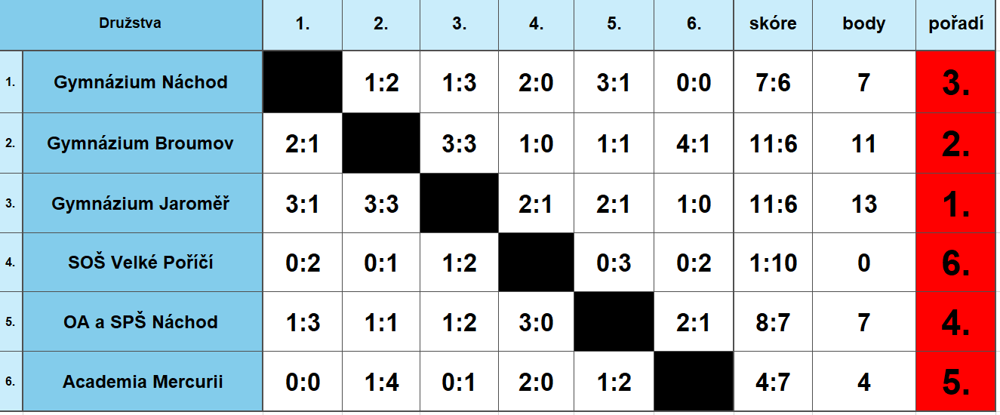 Družstva 1. 2. 3. 4. 5. 6. skóre body pořadí
1. Gymnázium Náchod 1:2 1:3 2:0 3:1 0:0 7:6 7 3.
2. Gymnázium Broumov 2:1 3:3 1:0 1:1 4:1 11:6 11 2.
3. Gymnázium Jaroměř 3:1 3:3 2:1 2:1 1:0 11:6 13 1.
4. SOŠ Velké Poříčí 0:2 0:1 1:2 0:3 0:2 1:10 0 6.
5. OA a SPŠ Náchod 1:3 1:1 1:2 3:0 2:1 8:7 7 4.
6. Academia Mercurii 0:0 1:4 0:1 2:0 1:2 4:7 4 5.